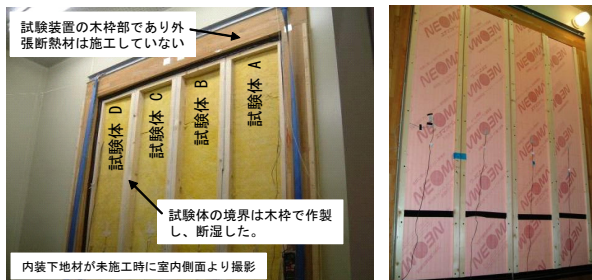 試験装置の木枠部であり外
張断熱材は施工していない
試験体 D
試験体 C
試験体 B
試験体 A
試験体の境界は木枠で作製
し、断湿した。
内装下地材が未施工時に室内側面より撮影
NEOMA
NEOMA
NEOMA
NEOMA